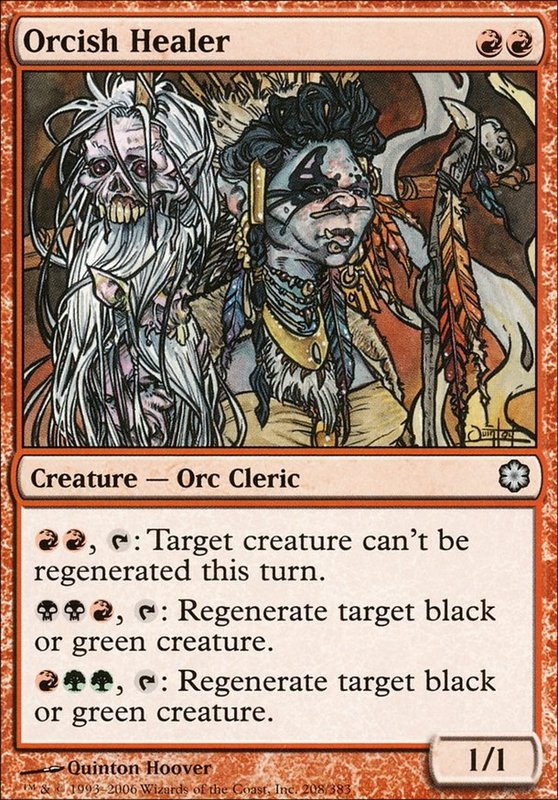 Orcish Healer
Quinton
Creature — Orc Cleric
, : Target creature can't be
regenerated this turn.
, : Regenerate target black
or green creature.
, : Regenerate target black
or green creature.
Quinton Hoover
1/1
™ & © 1993-2006 Wizards of the Coast, Inc. 208/383